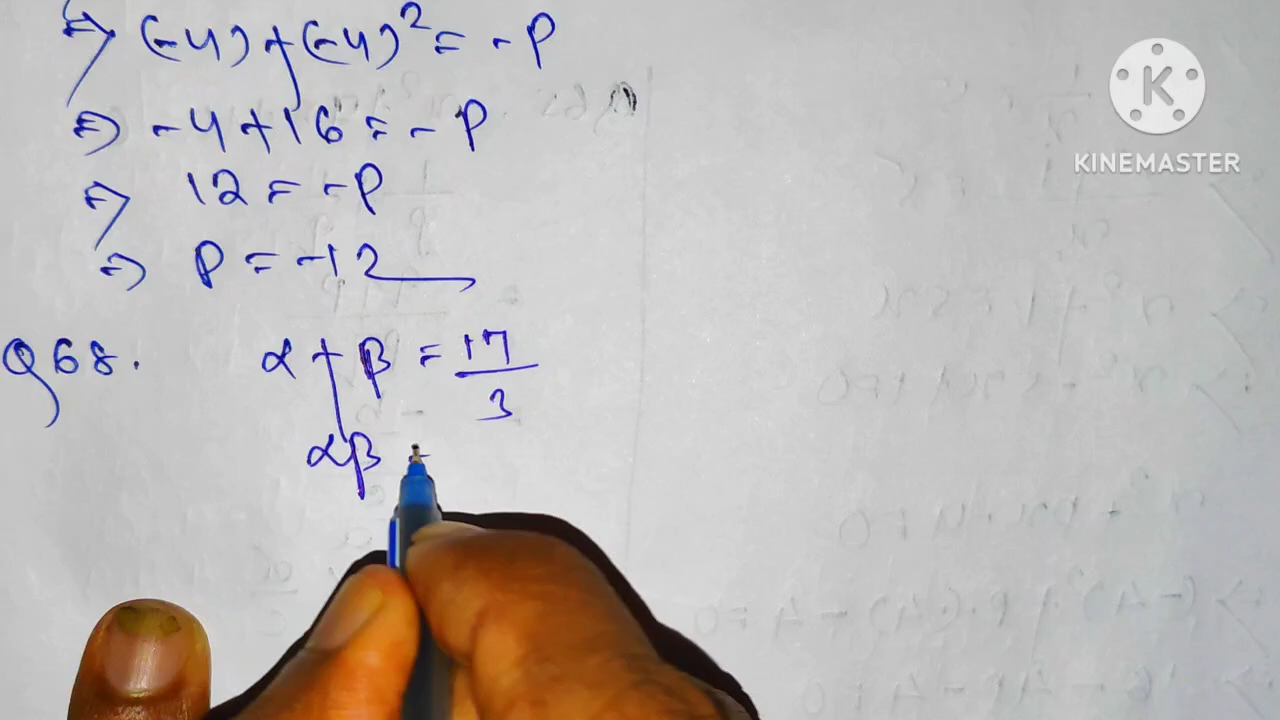 ⇒ (-4) + (-4)² = -P
⇒ -4 + 16 = -P
⇒ 12 = -P
⇒ P = -12
Q68. α + β = 17/3
αβ =
K
KINEMASTER